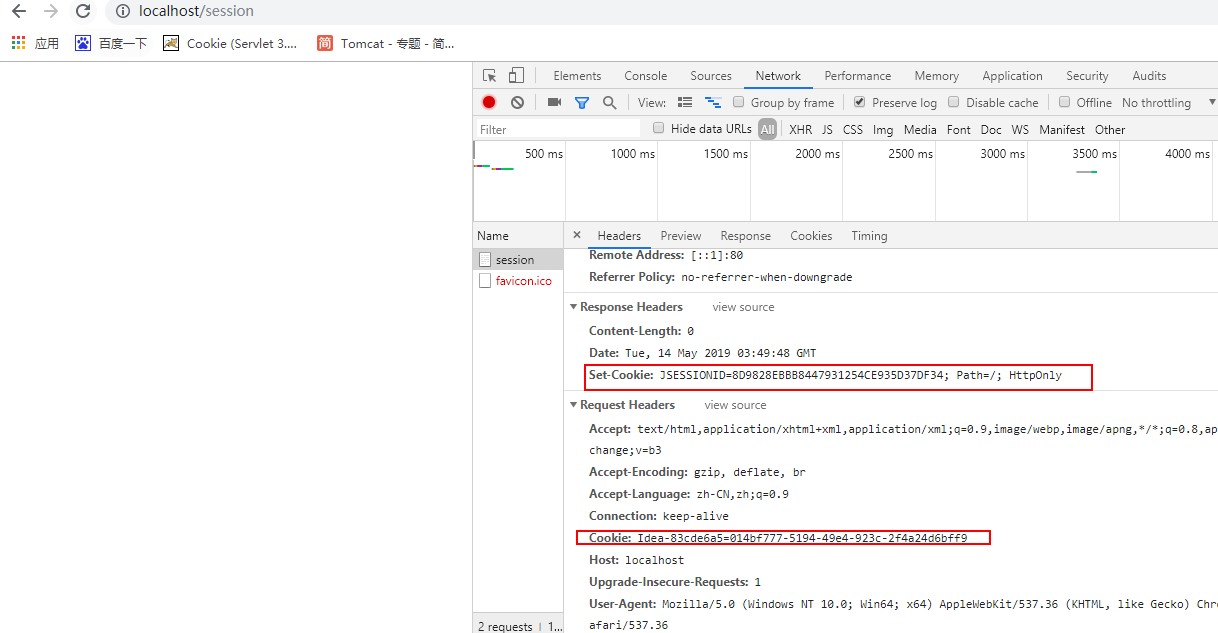 localhost/session
应用 百度一下 Cookie (Servlet 3.... 简 Tomcat - 专题 - 简...
Elements Console Sources Network Performance Memory Application Security Audits
View: Group by frame Preserve log Disable cache Offline No throttling
Filter Hide data URLs All XHR JS CSS Img Media Font Doc WS Manifest Other
500 ms 1000 ms 1500 ms 2000 ms 2500 ms 3000 ms 3500 ms 4000 ms
Name × Headers Preview Response Cookies Timing
session
favicon.ico
Remote Address: [::1]:80
Referrer Policy: no-referrer-when-downgrade
Response Headers view source
Content-Length: 0
Date: Tue, 14 May 2019 03:49:48 GMT
Set-Cookie: JSESSIONID=8D9828EBBB8447931254CE935D37DF34; Path=/; HttpOnly
Request Headers view source
Accept: text/html,application/xhtml+xml,application/xml;q=0.9,image/webp,image/apng,*/*;q=0.8,ap
change;v=b3
Accept-Encoding: gzip, deflate, br
Accept-Language: zh-CN,zh;q=0.9
Connection: keep-alive
Cookie: Idea-83cde6a5=014bf777-5194-49e4-923c-2f4a24d6bff9
Host: localhost
Upgrade-Insecure-Requests: 1
User-Agent: Mozilla/5.0 (Windows NT 10.0; Win64; x64) AppleWebKit/537.36 (KHTML, like Gecko) Chr
afari/537.36
2 requests 1...